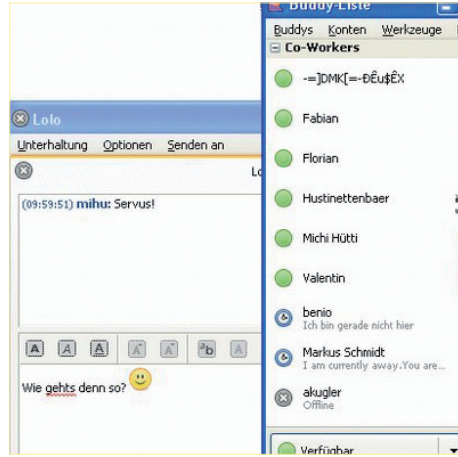 Buddy-Liste
Buddys Konten Werkzeuge
Co-Workers
-=]DMK[=-ÐÊu$ÊX
Fabian
Florian
Hustinettenbaer
Michi Hütti
Valentin
benio
Ich bin gerade nicht hier
Markus Schmidt
I am currently away.You are...
akugler
Offline
Verfügbar
Lolo
Unterhaltung Optionen Senden an
(09:59:51) mihu: Servus!
A A A A A ab A
Wie gehts denn so?